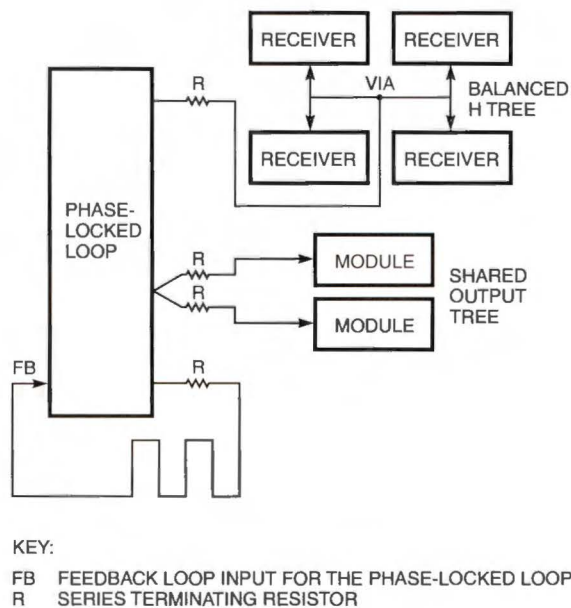 RECEIVER RECEIVER
R VIA BALANCED
H TREE
RECEIVER RECEIVER
PHASE-
LOCKED
LOOP
R
MODULE
R
MODULE
SHARED
OUTPUT
TREE
FB
R
KEY:
FB FEEDBACK LOOP INPUT FOR THE PHASE-LOCKED LOOP
R SERIES TERMINATING RESISTOR